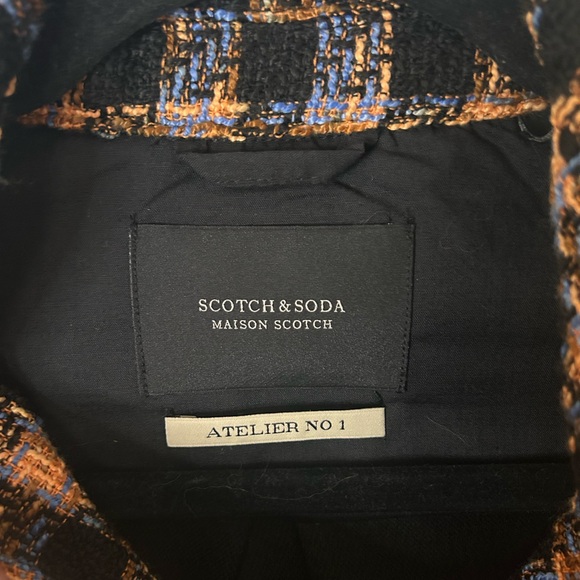 SCOTCH & SODA
MAISON SCOTCH
ATELIER NO 1